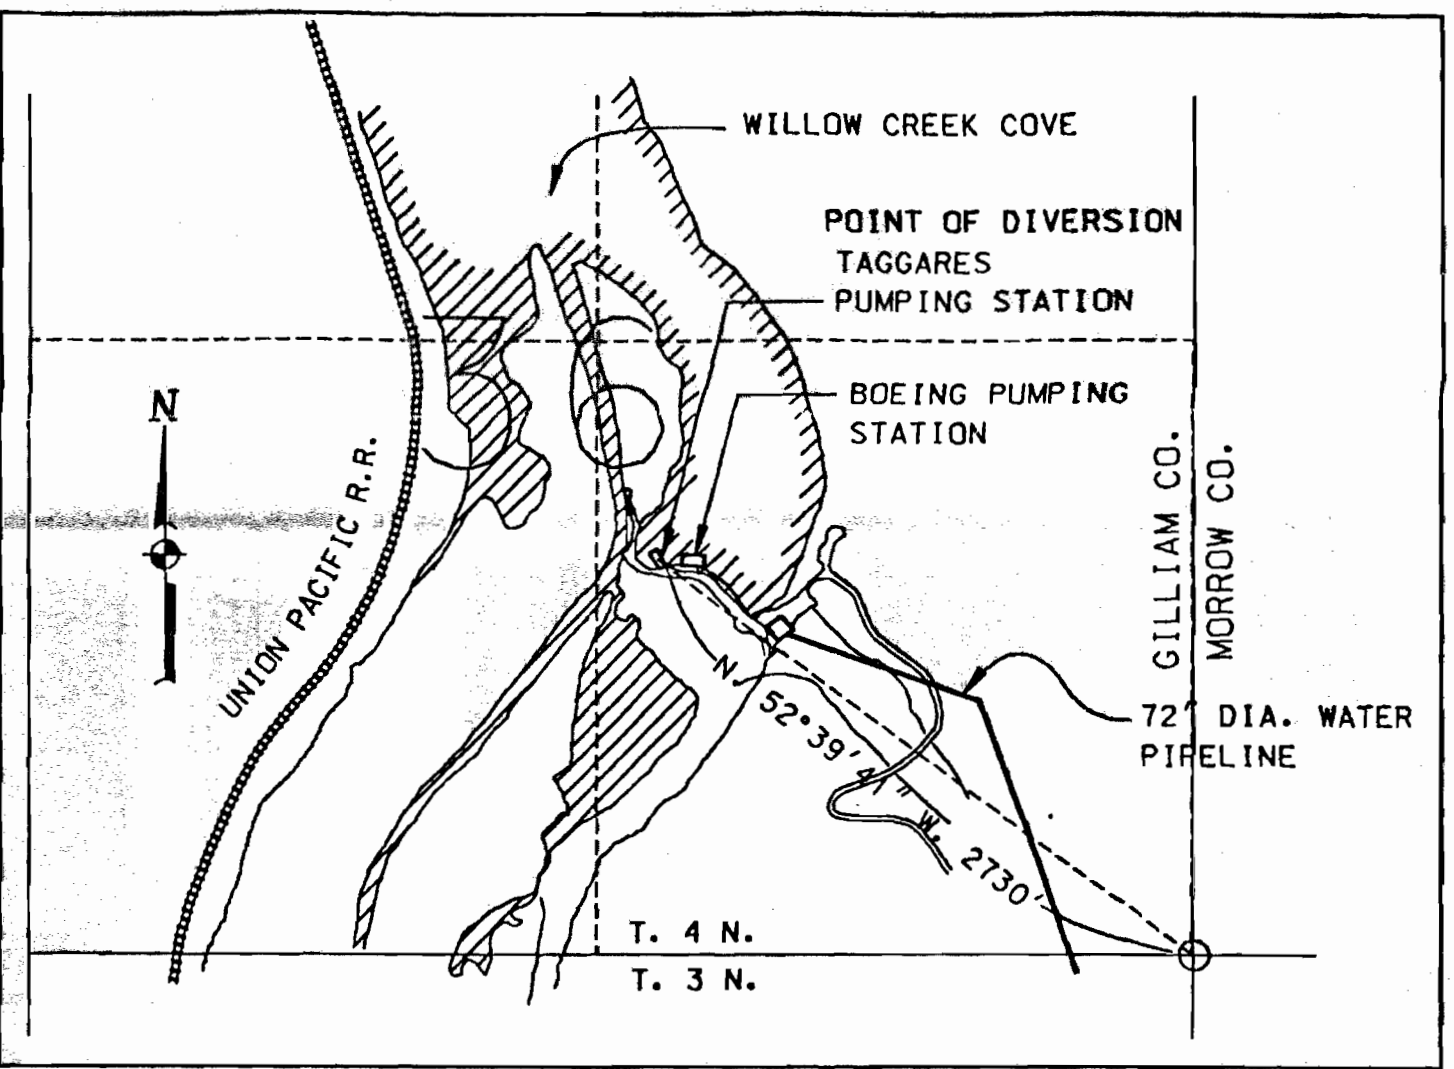 WILLOW CREEK COVE
POINT OF DIVERSION
TAGGARES
PUMPING STATION
BOEING PUMPING
STATION
N
UNION PACIFIC R.R.
GILLIAM CO.
MORROW CO.
72" DIA. WATER
PIPELINE
N. 52°39' W. 2730'
T. 4 N.
T. 3 N.